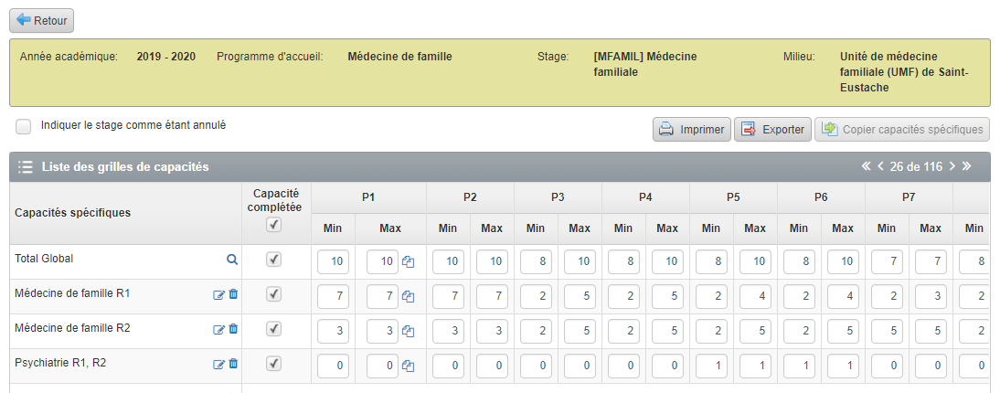 Retour
Année académique: 2019 - 2020 Programme d'accueil: Médecine de famille Stage: [MFAMIL] Médecine Milieu: Unité de médecine
familiale familiale (UMF) de Saint-
Eustache
Indiquer le stage comme étant annulé Imprimer Exporter Copier capacités spécifiques
Liste des grilles de capacités 26 de 116
Capacités spécifiques Capacité complétée P1 P2 P3 P4 P5 P6 P7
Min Max Min Max Min Max Min Max Min Max Min Max Min Max Min
Total Global 10 10 10 10 8 10 8 10 8 10 8 10 7 7 8
Médecine de famille R1 7 7 7 7 2 5 2 5 2 4 2 4 2 3 2
Médecine de famille R2 3 3 3 3 2 5 2 5 2 5 2 5 5 5 2
Psychiatrie R1, R2 0 0 0 0 0 0 0 0 1 1 1 1 0 0 0